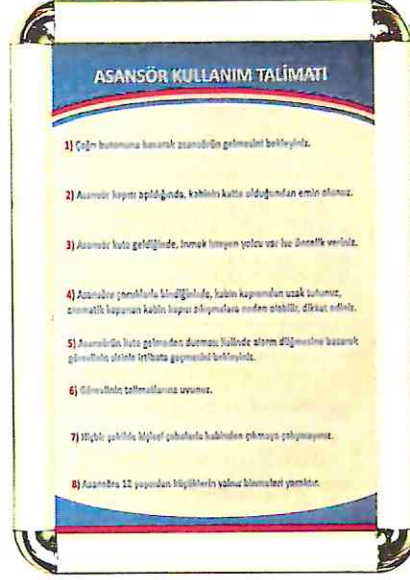 ASANSÖR KULLANIM TALİMATI
1) Çağrı butonuna basarak asansörün gelmesini bekleyiniz.
2) Asansör kapısı açıldığında, kabinin katta olduğundan emin olunuz.
3) Asansör kata geldiğinde, inmek isteyen yolcu var ise öncelik veriniz.
4) Asansöre çocuklarla bindiğinizde, kabin kapısından uzak tutunuz,
otomatik kapanan kabin kapısı sıkışmalara neden olabilir, dikkat ediniz.
5) Asansörün kata gelmeden durması halinde alarm düğmesine basarak
görevlinin sizinle irtibata geçmesini bekleyiniz.
6) Görevlinin talimatlarına uyunuz.
7) Hiçbir şekilde kişisel çabalarla kabinden çıkmaya çalışmayınız.
8) Asansöre 12 yaşından küçüklerin yalnız binmeleri yasaktır.